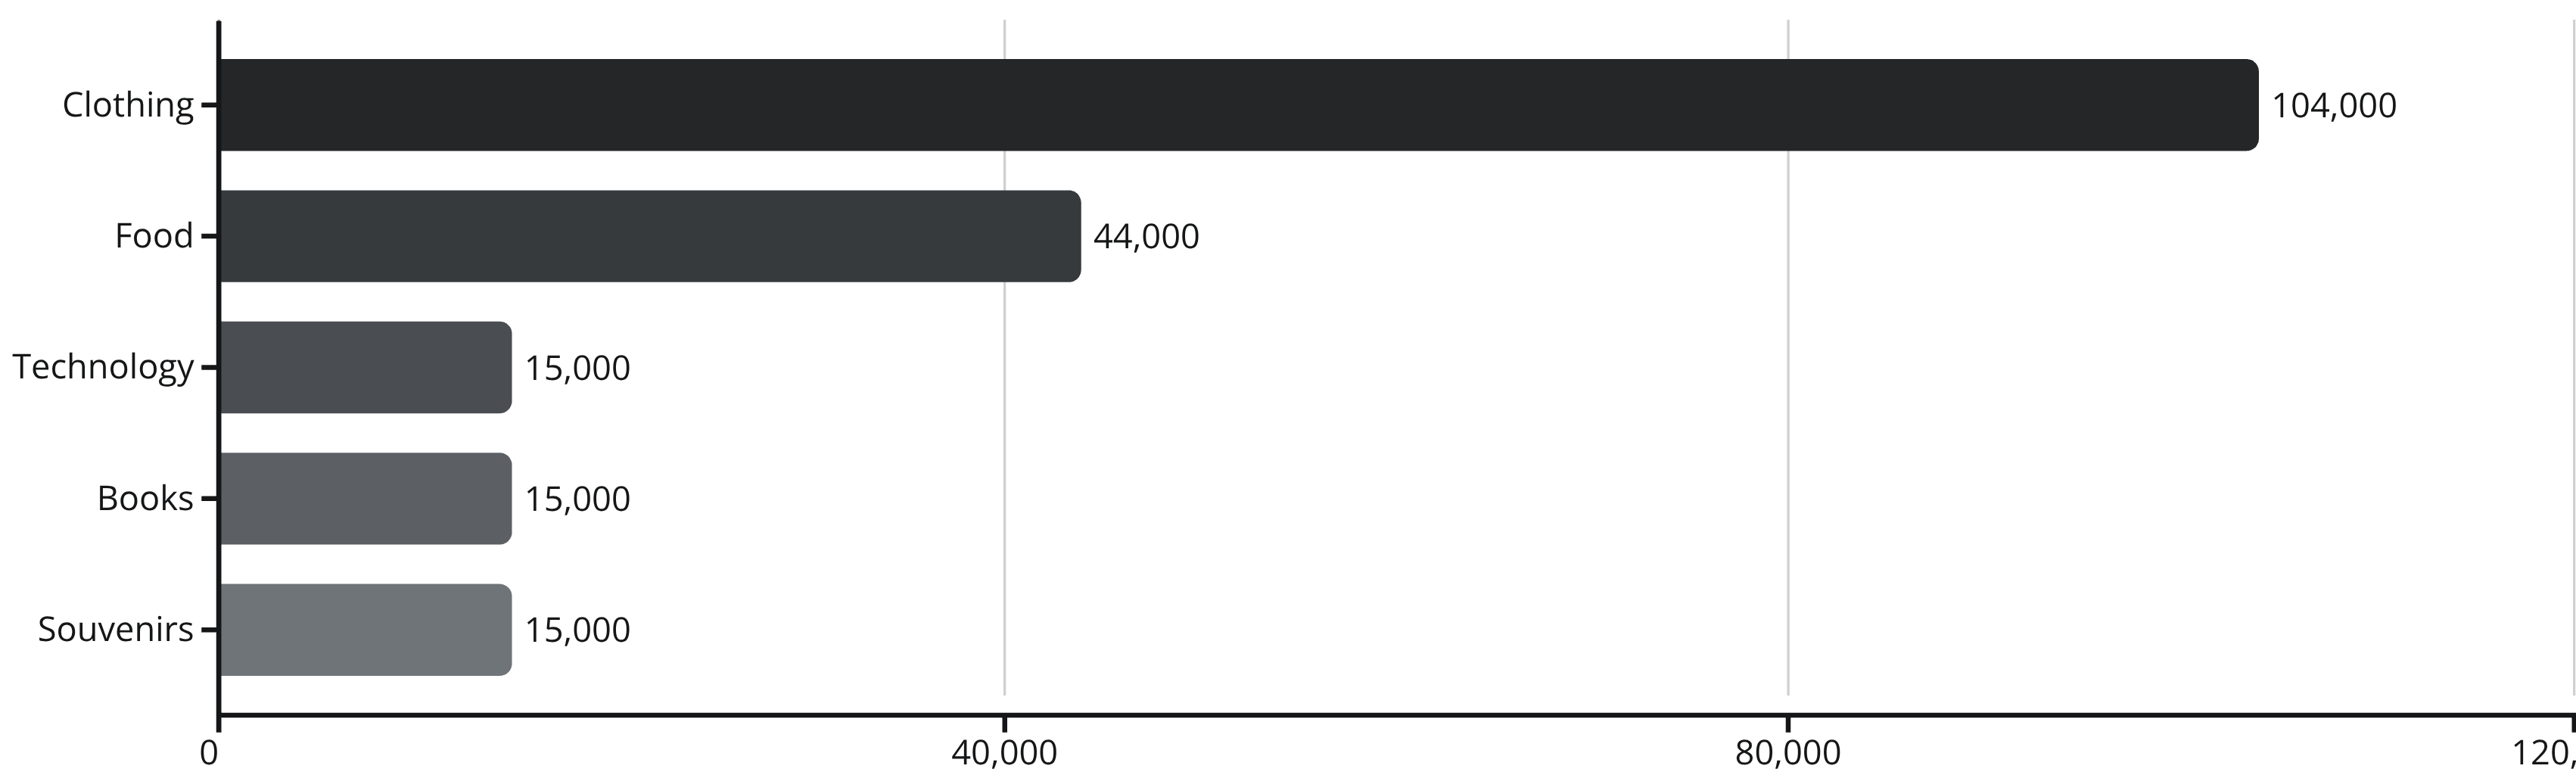 Clothing 104,000
Food 44,000
Technology 15,000
Books 15,000
Souvenirs 15,000
0 40,000 80,000 120,